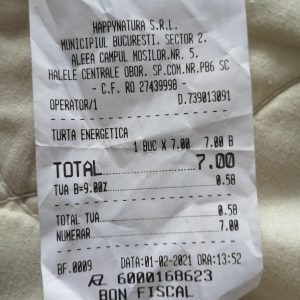 HAPPYNATURA S.R.L.
MUNICIPIUL BUCURESTI. SECTOR 2.
ALEEA CAMPUL MOSILOR.NR. 5.
HALELE CENTRALE OBOR. SP.COM.NR.PB6 SC
- C.F. RO 27439998 -
OPERATOR/1 D.739013091
TURTA ENERGETICA
1 BUC X 7.00 7.00 B
TOTAL 7.00
TVA B=9.00% 0.58
TOTAL TVA 0.58
NUMERAR 7.00
BF.0009 DATA:01-02-2021 ORA:13:52
6000168623
BON FISCAL